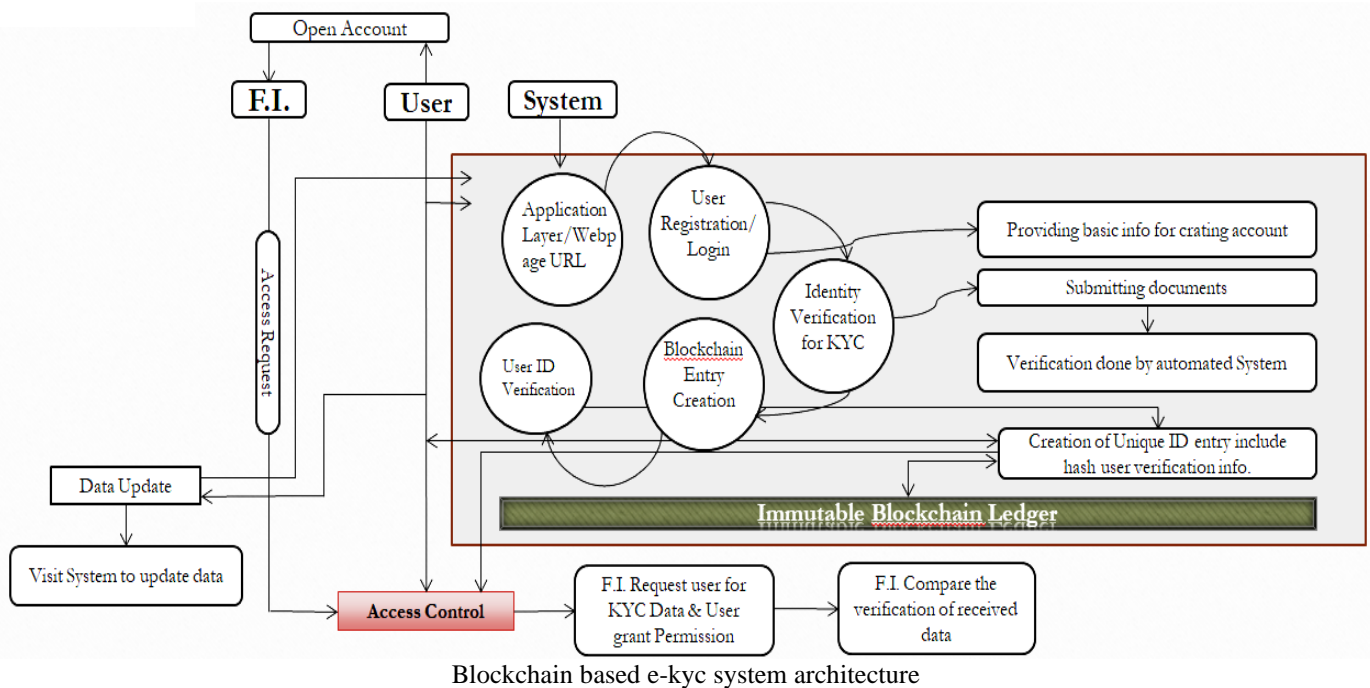 Open Account
F.I.
User
System
Application
Layer/Webp
age URL
User
Registration/
Login
Providing basic info for crating account
Access Request
Identity
Verification
for KYC
Submitting documents
User ID
Verification
Blockchain
Entry
Creation
Verification done by automated System
Creation of Unique ID entry include
hash user verification info.
Data Update
Immutable Blockchain Ledger
Visit System to update data
Access Control
F.I. Request user for
KYC Data & User
grant Permission
F.I. Compare the
verification of received
data
Blockchain based e-kyc system architecture